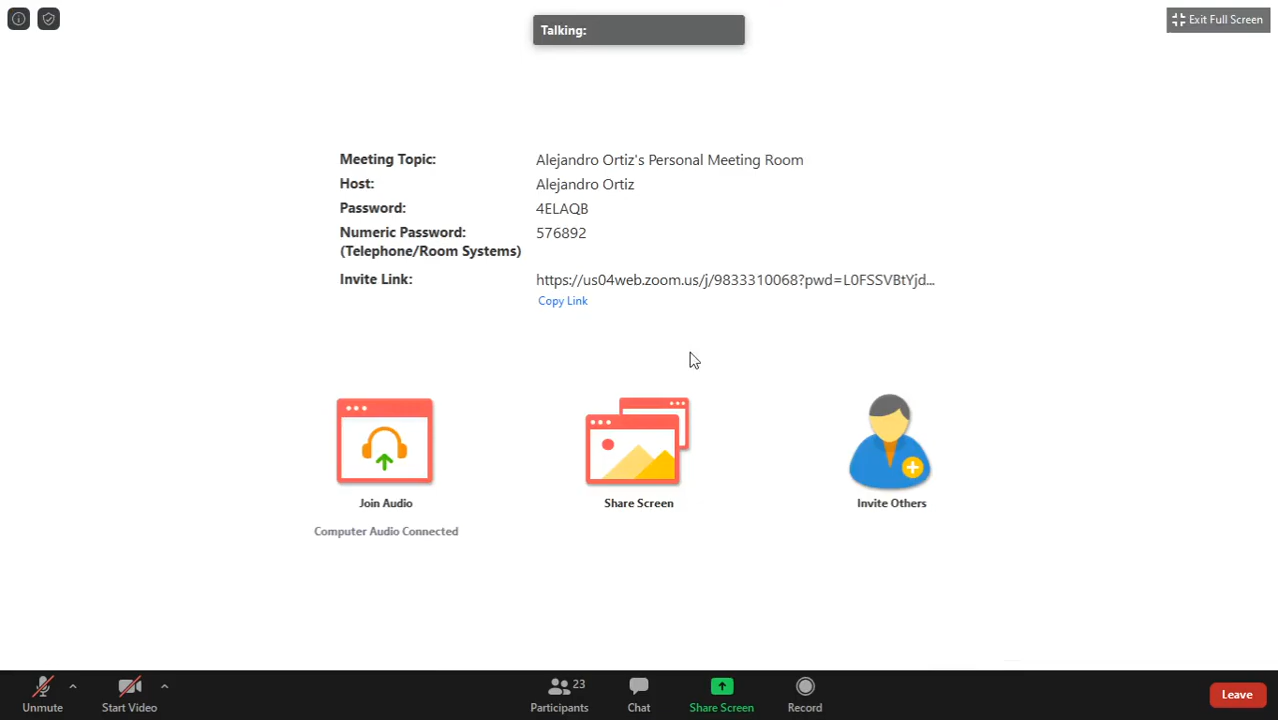 Talking:
Exit Full Screen
Meeting Topic: Alejandro Ortiz's Personal Meeting Room
Host: Alejandro Ortiz
Password: 4ELAQB
Numeric Password: 576892
(Telephone/Room Systems)
Invite Link: https://us04web.zoom.us/j/9833310068?pwd=L0FSSVBtYjd...
Copy Link
Join Audio
Computer Audio Connected
Share Screen
Invite Others
Unmute
Start Video
23
Participants
Chat
Share Screen
Record
Leave